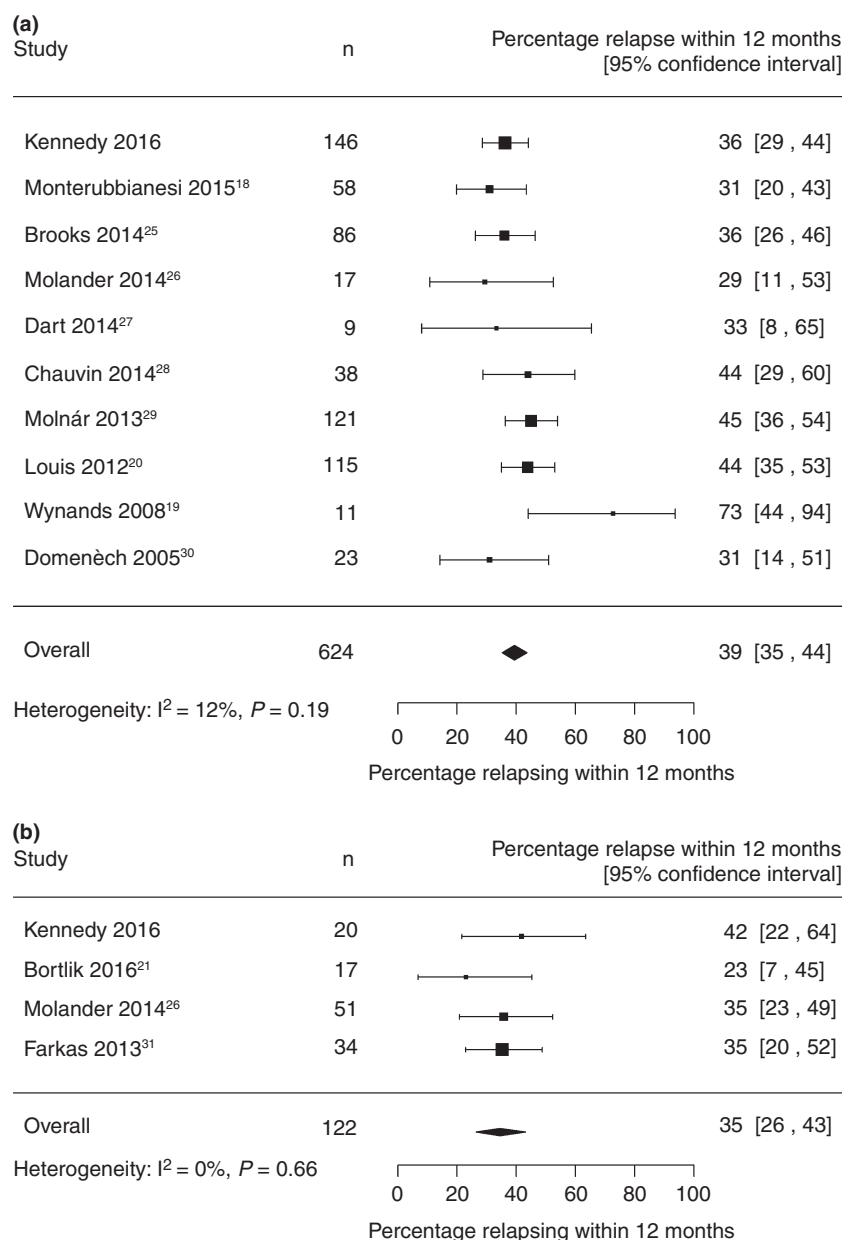 (a)
Study n Percentage relapse within 12 months
[95% confidence interval]
Kennedy 2016 146 36 [29 , 44]
Monterubbianesi 2015¹⁸ 58 31 [20 , 43]
Brooks 2014²⁵ 86 36 [26 , 46]
Molander 2014²⁶ 17 29 [11 , 53]
Dart 2014²⁷ 9 33 [8 , 65]
Chauvin 2014²⁸ 38 44 [29 , 60]
Molnár 2013²⁹ 121 45 [36 , 54]
Louis 2012²⁰ 115 44 [35 , 53]
Wynands 2008¹⁹ 11 73 [44 , 94]
Domenèch 2005³⁰ 23 31 [14 , 51]
Overall 624 39 [35 , 44]
Heterogeneity: I² = 12%, P = 0.19
0 20 40 60 80 100
Percentage relapsing within 12 months
(b)
Study n Percentage relapse within 12 months
[95% confidence interval]
Kennedy 2016 20 42 [22 , 64]
Bortlik 2016²¹ 17 23 [7 , 45]
Molander 2014²⁶ 51 35 [23 , 49]
Farkas 2013³¹ 34 35 [20 , 52]
Overall 122 35 [26 , 43]
Heterogeneity: I² = 0%, P = 0.66
0 20 40 60 80 100
Percentage relapsing within 12 months